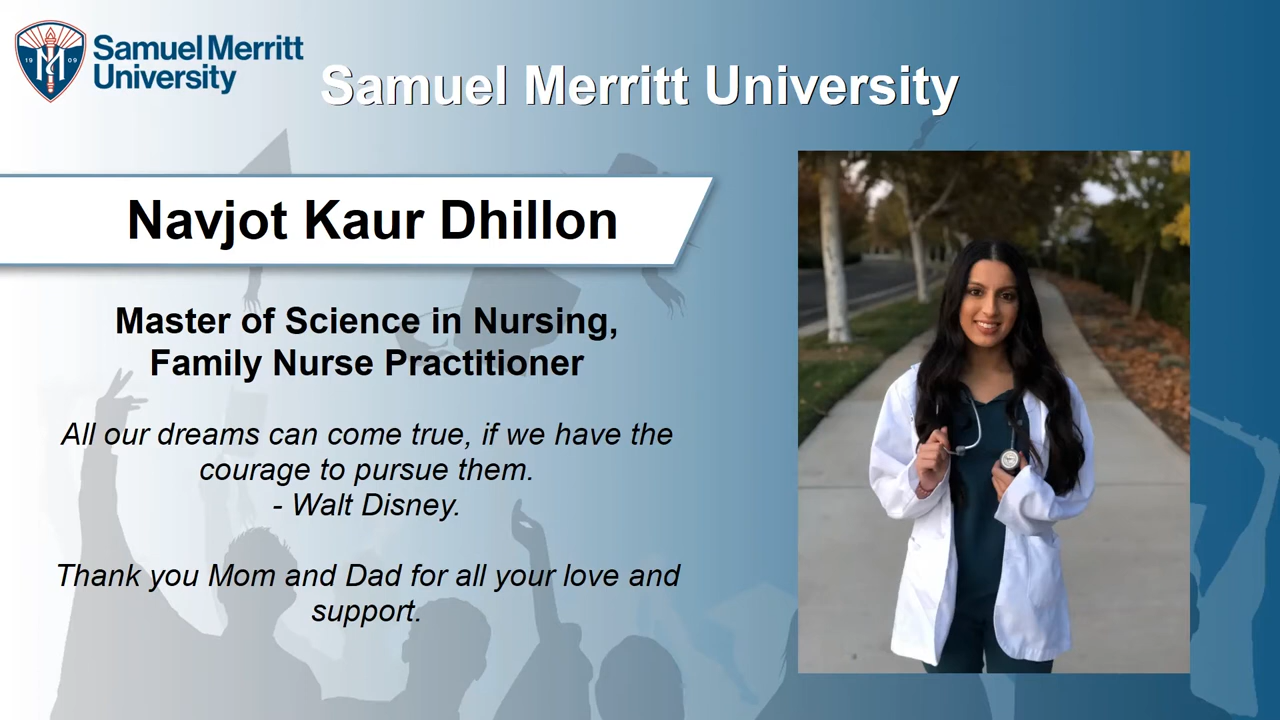 Samuel Merritt
University
19 09
Samuel Merritt University
Navjot Kaur Dhillon
Master of Science in Nursing,
Family Nurse Practitioner
All our dreams can come true, if we have the
courage to pursue them.
- Walt Disney.
Thank you Mom and Dad for all your love and
support.